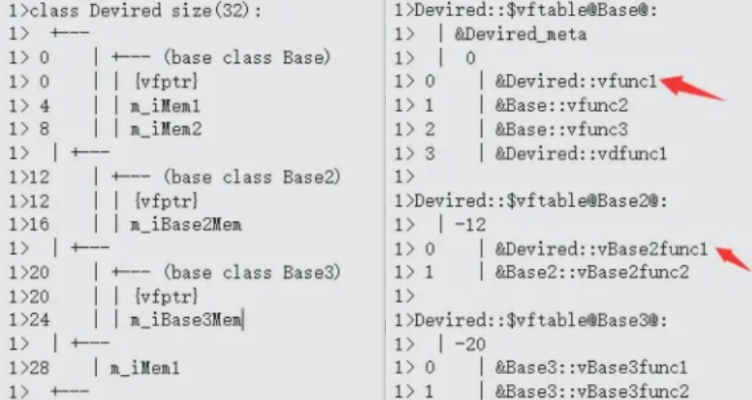 1>class Devired size(32):
1> +---
1> 0 | +--- (base class Base)
1> 0 | | {vfptr}
1> 4 | | m_iMem1
1> 8 | | m_iMem2
1> | +---
1>12 | +--- (base class Base2)
1>12 | | {vfptr}
1>16 | | m_iBase2Mem
1> | +---
1>20 | +--- (base class Base3)
1>20 | | {vfptr}
1>24 | | m_iBase3Mem
1> | +---
1>28 | m_iMem1
1> +---
1>Devired::$vftable@Base@:
1> | &Devired_meta
1> | 0
1> 0 | &Devired::vfunc1
1> 1 | &Base::vfunc2
1> 2 | &Base::vfunc3
1> 3 | &Devired::vdfunc1
1>
1>Devired::$vftable@Base2@:
1> | -12
1> 0 | &Devired::vBase2func1
1> 1 | &Base2::vBase2func2
1>
1>Devired::$vftable@Base3@:
1> | -20
1> 0 | &Base3::vBase3func1
1> 1 | &Base3::vBase3func2